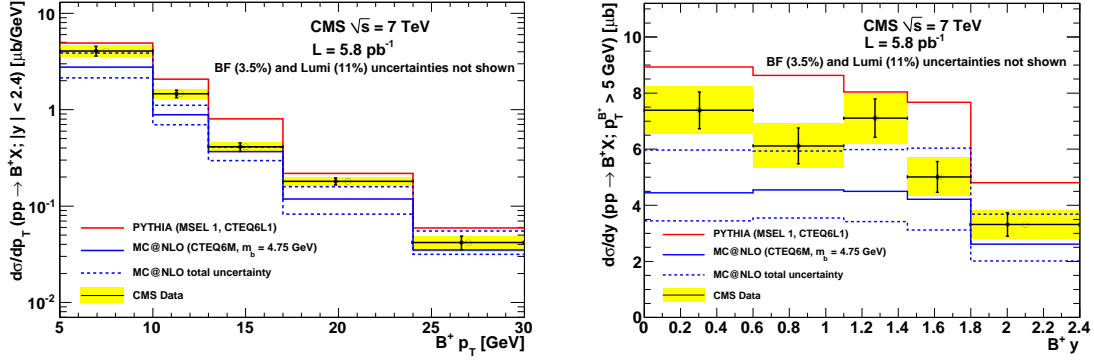 dσ/dp_T (pp → B⁺X; |y| < 2.4) [μb/GeV]
10
1
10⁻¹
10⁻²
CMS √s = 7 TeV
L = 5.8 pb⁻¹
BF (3.5%) and Lumi (11%) uncertainties not shown
PYTHIA (MSEL 1, CTEQ6L1)
MC@NLO (CTEQ6M, m_b = 4.75 GeV)
MC@NLO total uncertainty
CMS Data
5 10 15 20 25 30
B⁺ p_T [GeV]
dσ/dy (pp → B⁺X; p_T^B⁺ > 5 GeV) [μb]
10
8
6
4
2
0
CMS √s = 7 TeV
L = 5.8 pb⁻¹
BF (3.5%) and Lumi (11%) uncertainties not shown
PYTHIA (MSEL 1, CTEQ6L1)
MC@NLO (CTEQ6M, m_b = 4.75 GeV)
MC@NLO total uncertainty
CMS Data
0 0.2 0.4 0.6 0.8 1 1.2 1.4 1.6 1.8 2 2.2 2.4
B⁺ y